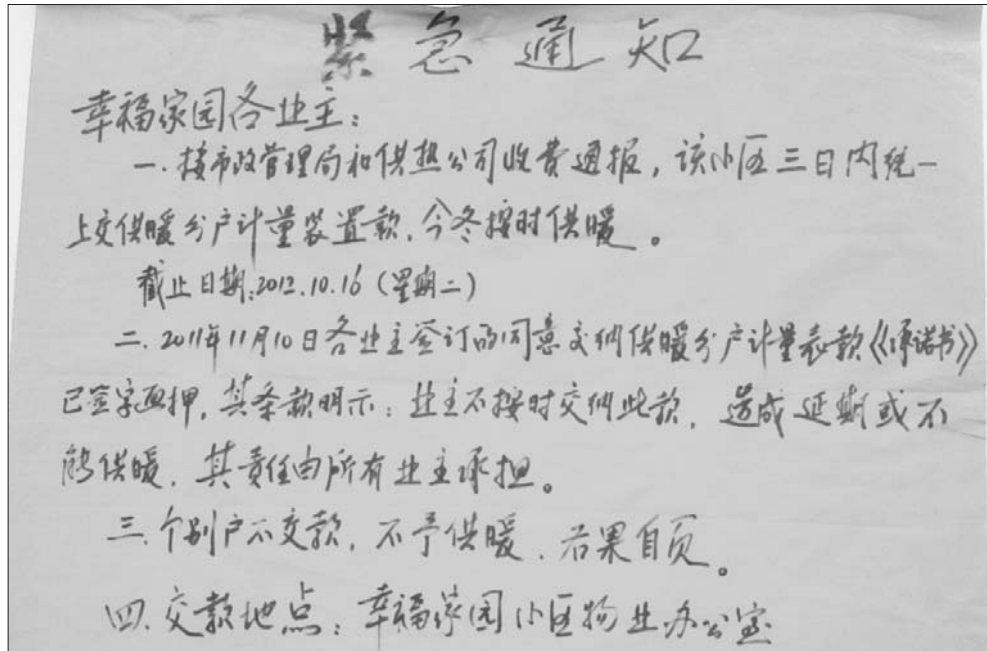 紧急通知
幸福家园各业主:
一.接市政管理局和供热公司收费通报,该小区三日内统一
上交供暖分户计量装置款.今冬按时供暖。
截止日期:2012.10.16(星期二)
二.2011年11月10日各业主签订的同意交纳供暖分户计量表款《承诺书》
已签字画押,其条款明示:业主不按时交纳此款,造成延期或不
能供暖.其责任由所有业主承担。
三.个别户不交款,不予供暖.后果自负。
四.交款地点:幸福家园小区物业办公室